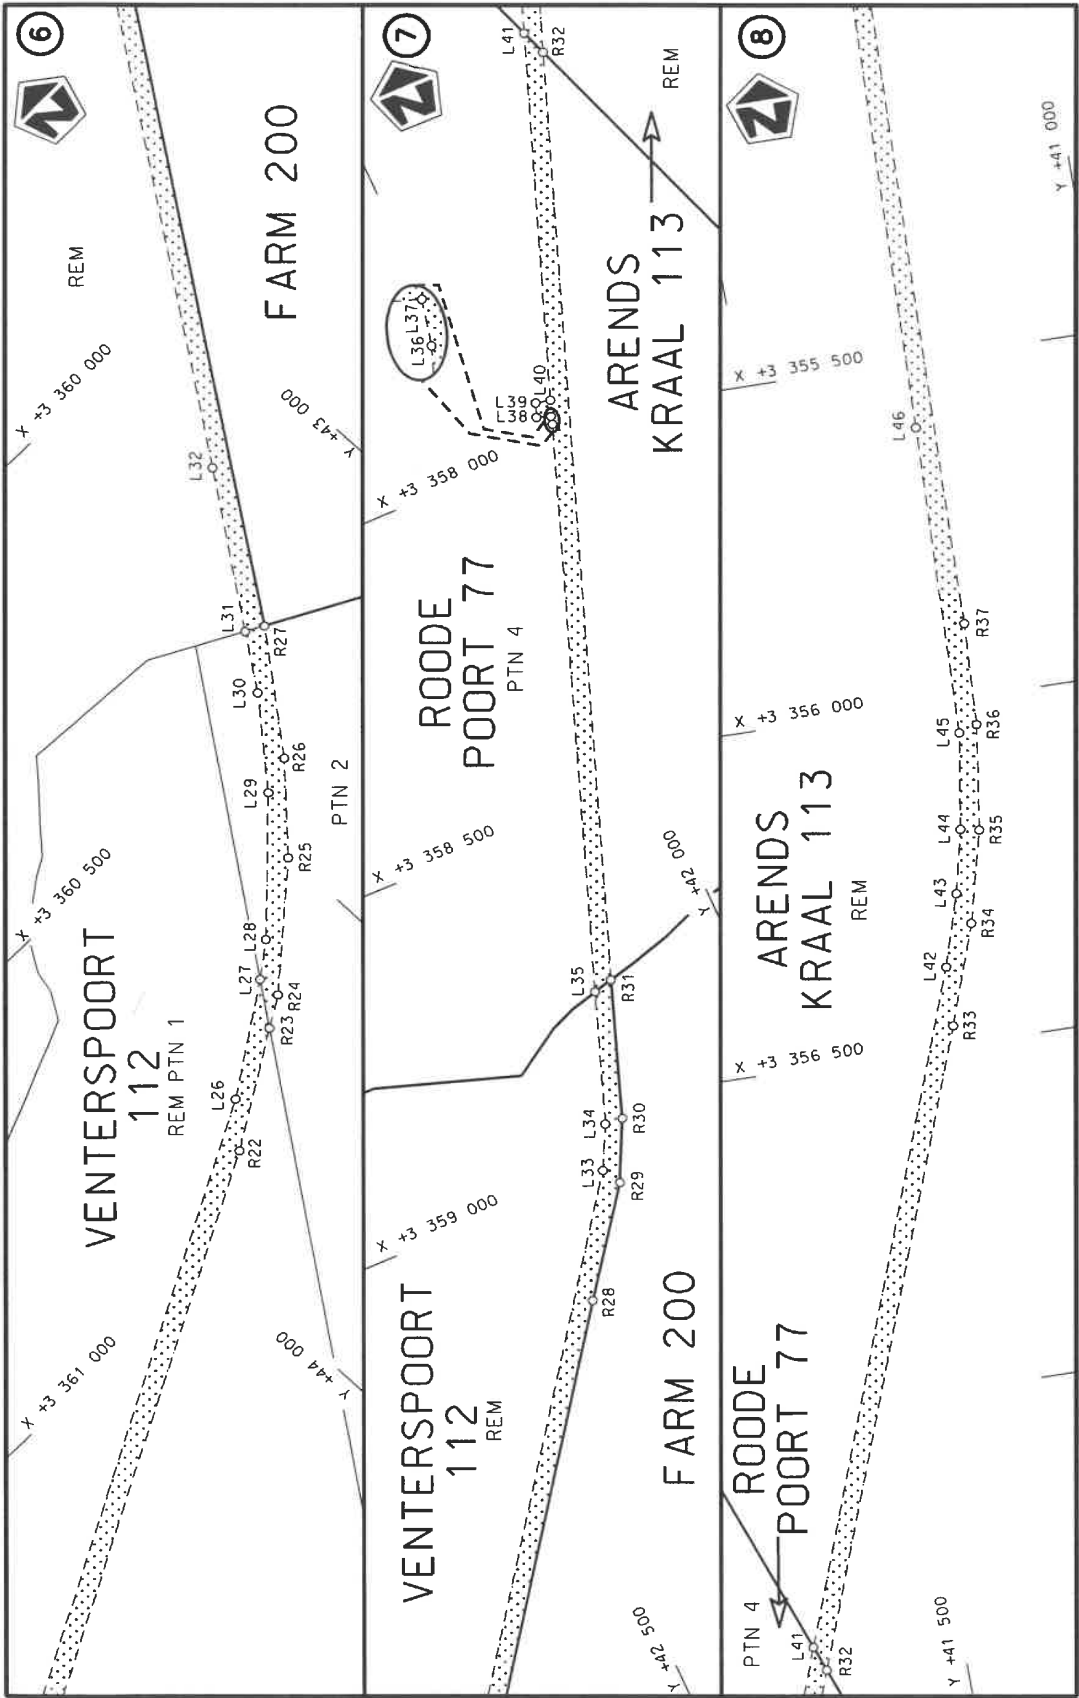 6
N
REM
FARM 200
X +3 360 000
Y +43 000
L32
L31
R27
L30
R26
L29
R25
PTN 2
X +3 360 500
L28
L27
R24
R23
VENTERSPOORT
112
REM PTN 1
L26
R22
X +3 361 000
Y +44 000
7
N
L41
R32
REM
ARENDS
KRAAL 113
L36
L37
L38
L39
L40
X +3 358 000
ROODE
POORT 77
PTN 4
X +3 358 500
Y +42 000
L35
R31
L34
R30
L33
R29
X +3 359 000
R28
VENTERSPOORT
112
REM
FARM 200
Y +42 500
8
N
Y +41 000
X +3 355 500
L46
R37
X +3 356 000
L45
R36
ARENDS
KRAAL 113
REM
L44
R35
L43
R34
L42
R33
X +3 356 500
ROODE
POORT 77
PTN 4
L41
R32
Y +41 500